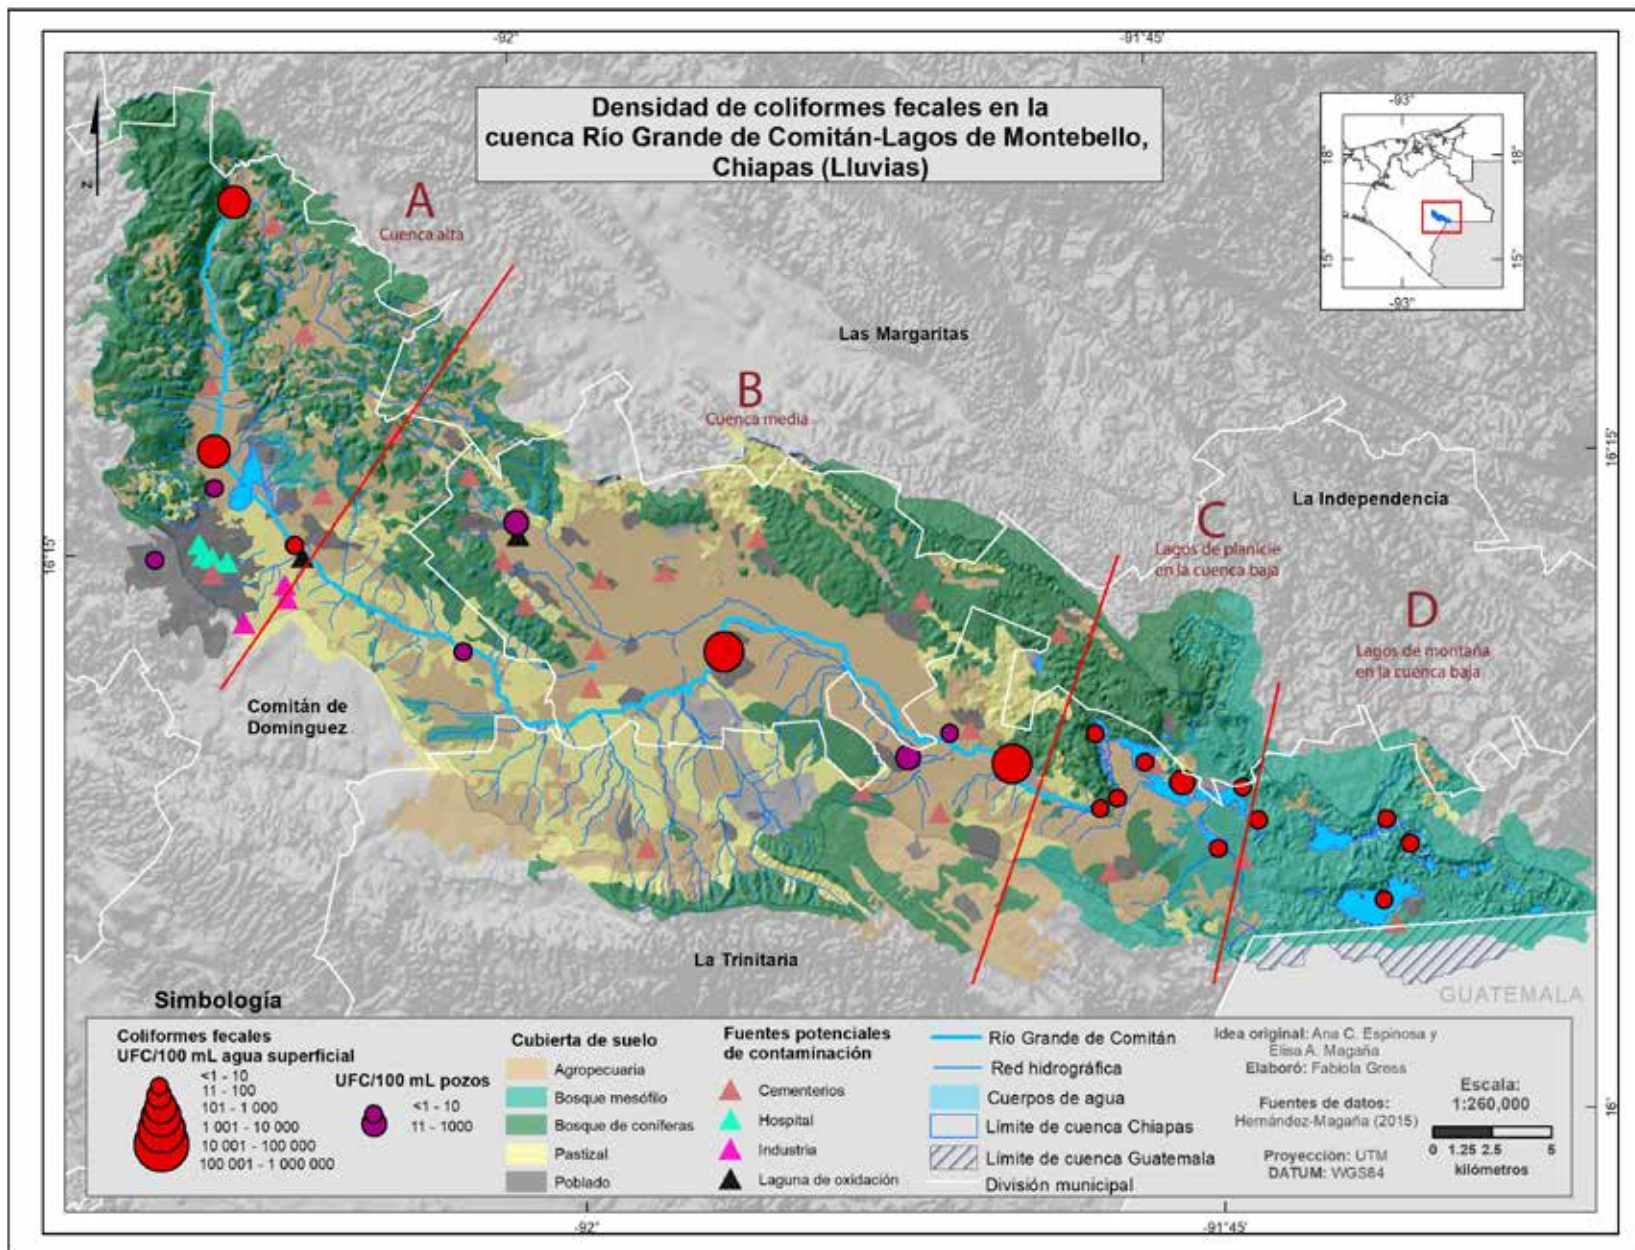 -92°
-91°45'
Densidad de coliformes fecales en la
cuenca Río Grande de Comitán-Lagos de Montebello,
Chiapas (Lluvias)
-93°
18°
18°
15°
15°
-93°
z
A
Cuenca alta
Las Margaritas
B
Cuenca media
16°15'
La Independencia
C
Lagos de planicie
en la cuenca baja
16°15'
D
Lagos de montaña
en la cuenca baja
Comitán de
Dominguez
La Trinitaria
GUATEMALA
Simbología
Coliformes fecales
UFC/100 mL agua superficial
<1 - 10
11 - 100
101 - 1 000
1 001 - 10 000
10 001 - 100 000
100 001 - 1 000 000
UFC/100 mL pozos
<1 - 10
11 - 1000
Cubierta de suelo
Agropecuaria
Bosque mesófilo
Bosque de coníferas
Pastizal
Poblado
Fuentes potenciales
de contaminación
Cementerios
Hospital
Industria
Laguna de oxidación
Río Grande de Comitán
Red hidrográfica
Cuerpos de agua
Límite de cuenca Chiapas
Límite de cuenca Guatemala
División municipal
Idea original: Ana C. Espinosa y
Elisa A. Magaña
Elaboró: Fabiola Gress
Fuentes de datos:
Hernández-Magaña (2015)
Proyección: UTM
DATUM: WGS84
Escala:
1:260,000
0 1.25 2.5 5
kilómetros
16°
-92°
-91°45'